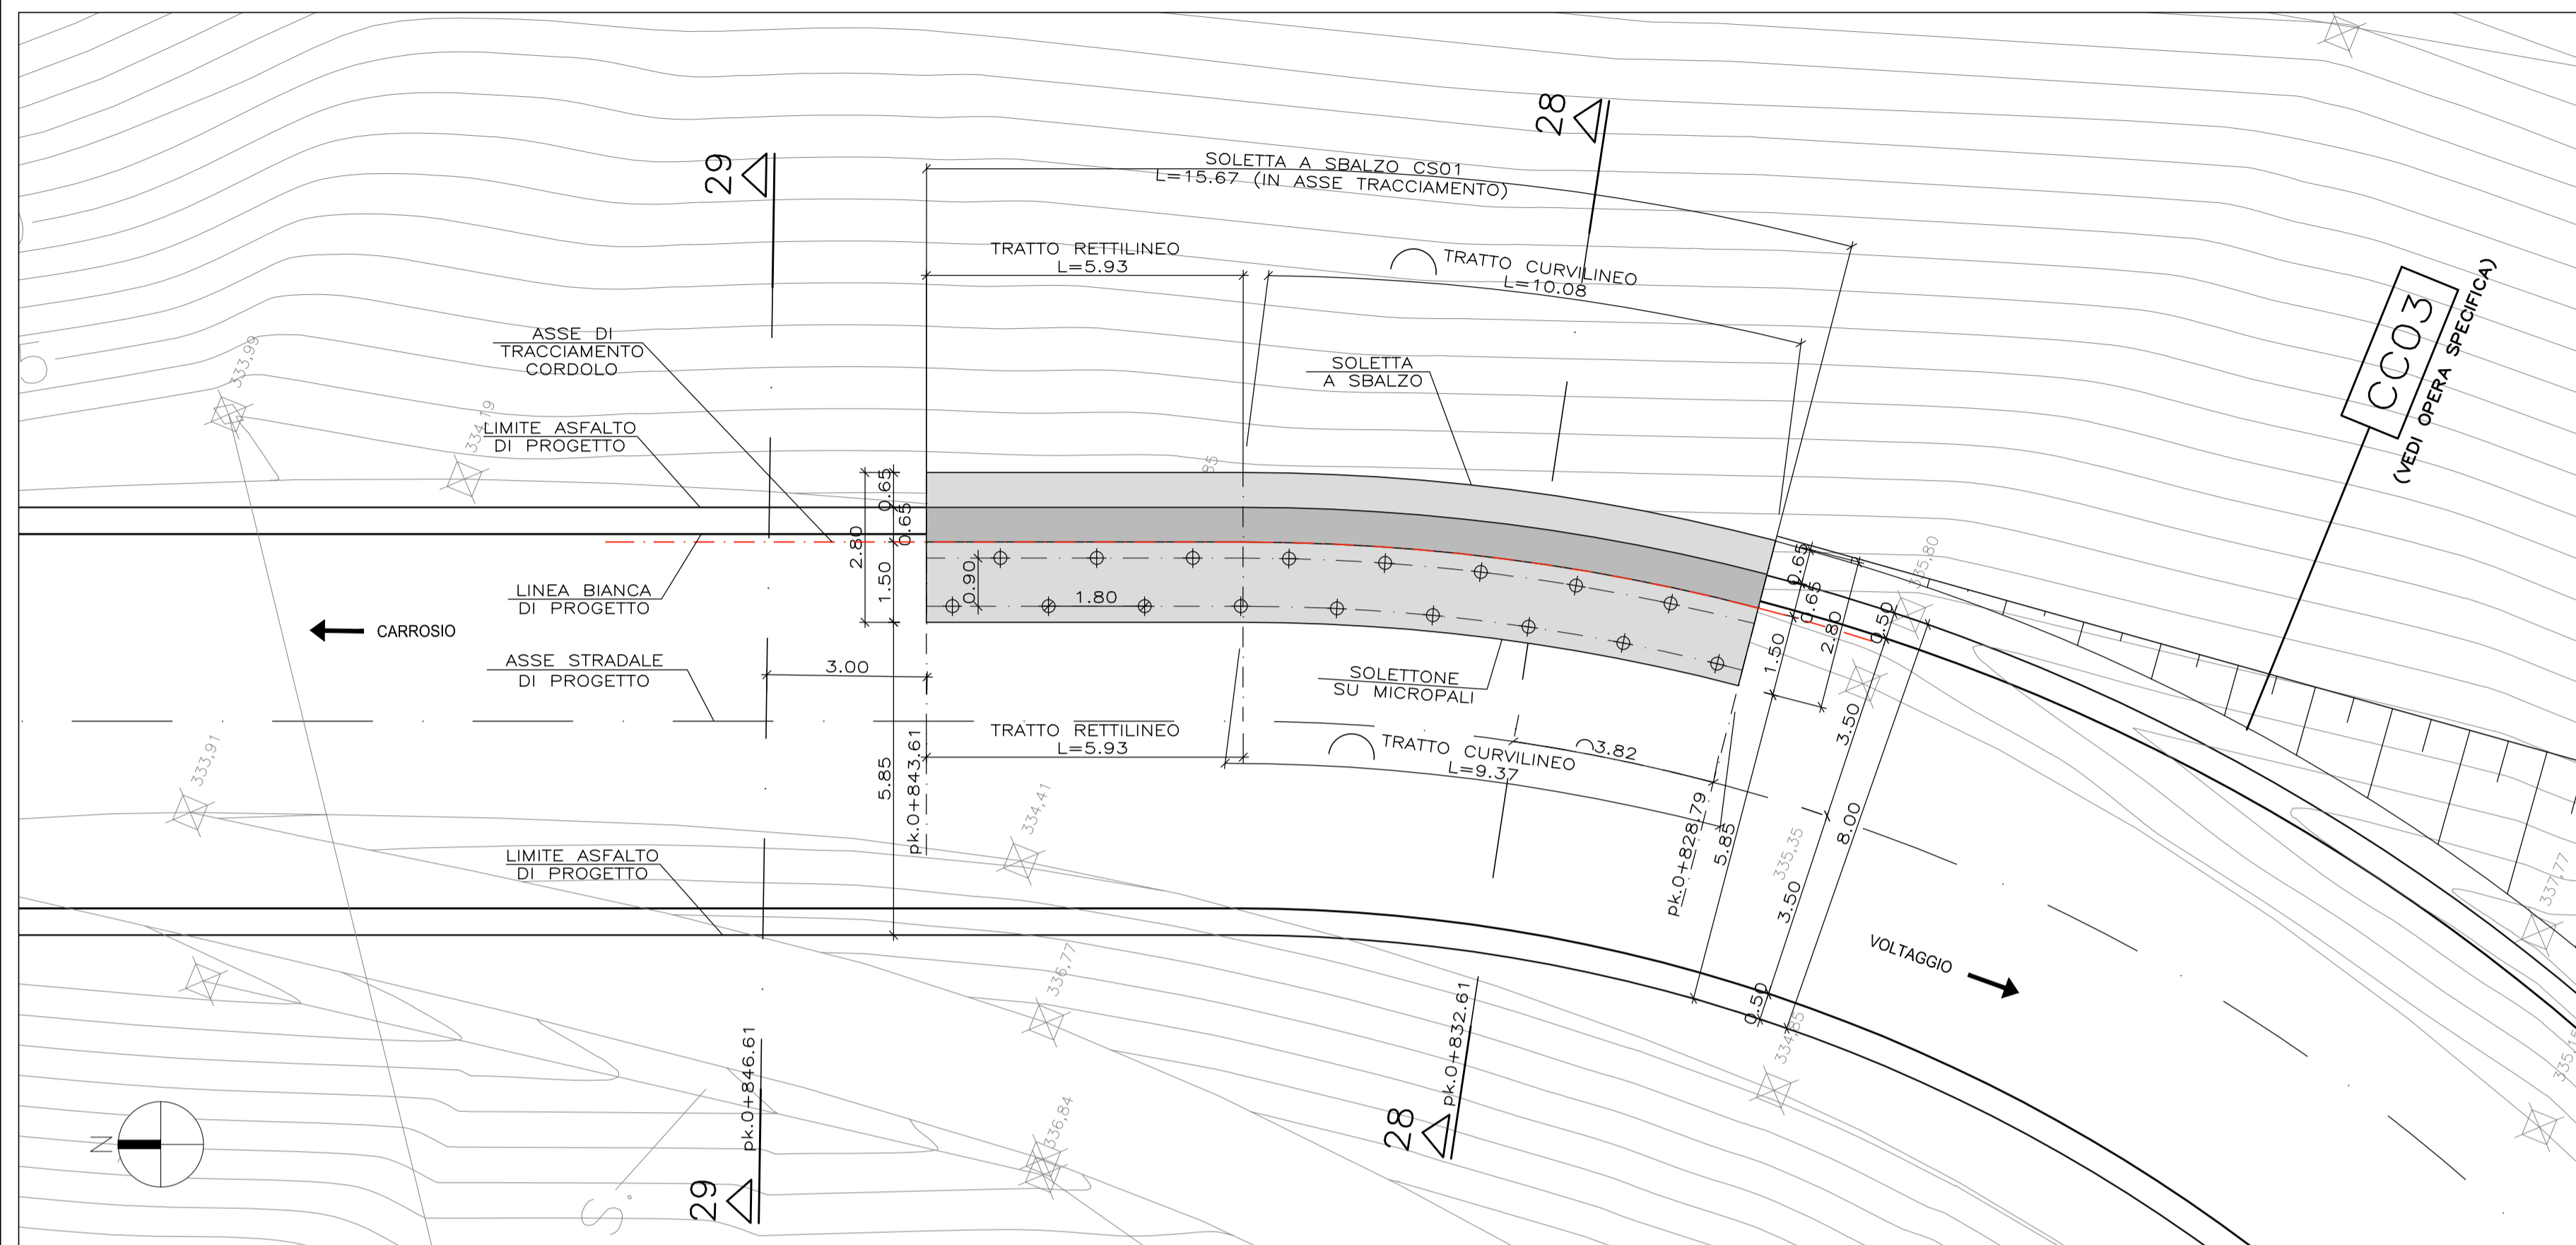 28
29
SOLETTA A SBALZO CS01
L=15.67 (IN ASSE TRACCIAMENTO)
TRATTO RETTILINEO
L=5.93
TRATTO CURVILINEO
L=10.08
CC03
(VEDI OPERA SPECIFICA)
ASSE DI
TRACCIAMENTO
CORDOLO
SOLETTA
A SBALZO
5
333,99
334,19
LIMITE ASFALTO
DI PROGETTO
85
0.65
0.65
2.80
1.50
0.90
1.80
LINEA BIANCA
DI PROGETTO
CARROSIO
ASSE STRADALE
DI PROGETTO
3.00
SOLETTONE
SU MICROPALI
0.65
0.65
2.80
1.50
0.50
335,80
3.50
TRATTO RETTILINEO
L=5.93
TRATTO CURVILINEO
L=9.37
3.82
pk.0+843,61
5.85
333,91
334,41
pk.0+828.79
5.85
335,35
8.00
3.50
0.50
LIMITE ASFALTO
DI PROGETTO
VOLTAGGIO
337,77
336,77
334,85
pk.0+846.61
pk.0+832.61
336,84
28
29
N
S.